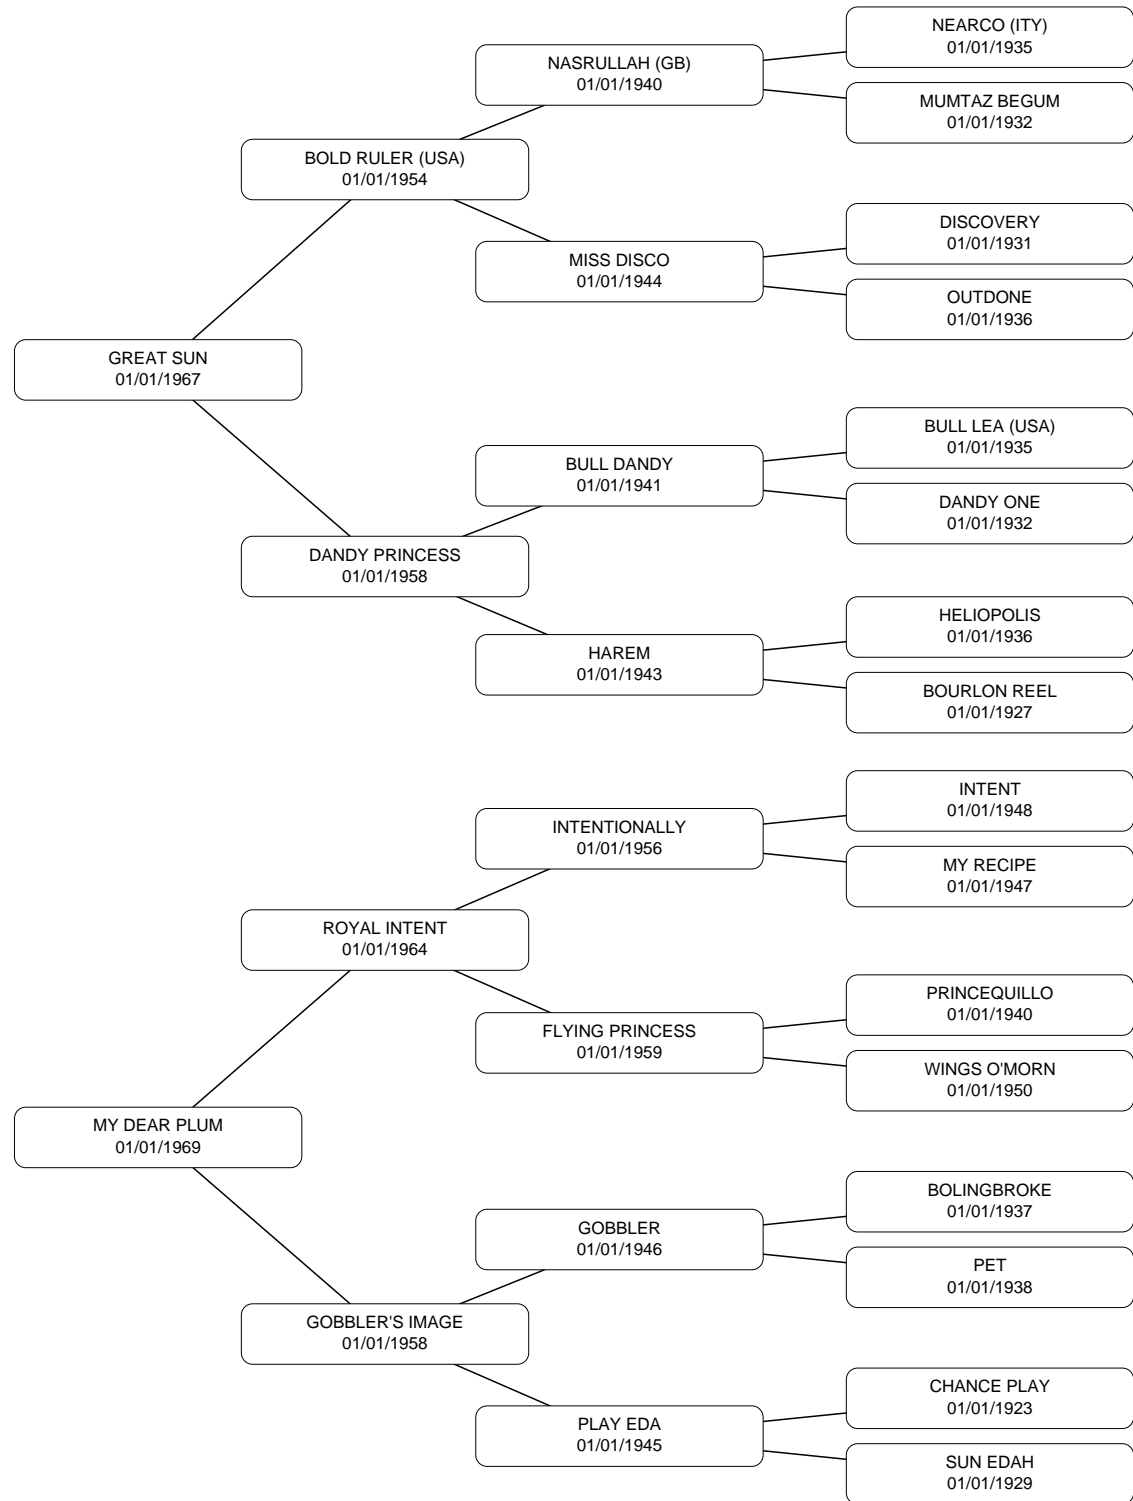 NEARCO (ITY)
01/01/1935
NASRULLAH (GB)
01/01/1940
MUMTAZ BEGUM
01/01/1932
BOLD RULER (USA)
01/01/1954
DISCOVERY
01/01/1931
MISS DISCO
01/01/1944
OUTDONE
01/01/1936
GREAT SUN
01/01/1967
BULL LEA (USA)
01/01/1935
BULL DANDY
01/01/1941
DANDY ONE
01/01/1932
DANDY PRINCESS
01/01/1958
HELIOPOLIS
01/01/1936
HAREM
01/01/1943
BOURLON REEL
01/01/1927
INTENT
01/01/1948
INTENTIONALLY
01/01/1956
MY RECIPE
01/01/1947
ROYAL INTENT
01/01/1964
PRINCEQUILLO
01/01/1940
FLYING PRINCESS
01/01/1959
WINGS O'MORN
01/01/1950
MY DEAR PLUM
01/01/1969
BOLINGBROKE
01/01/1937
GOBBLER
01/01/1946
PET
01/01/1938
GOBBLER'S IMAGE
01/01/1958
CHANCE PLAY
01/01/1923
PLAY EDA
01/01/1945
SUN EDAH
01/01/1929